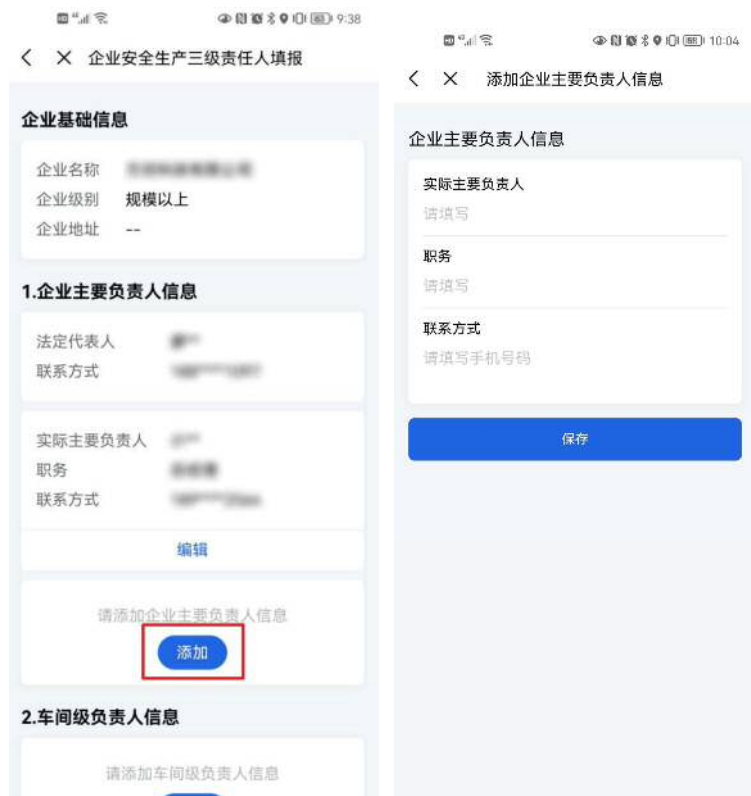 9:38
企业安全生产三级责任人填报
企业基础信息
企业名称
企业级别 规模以上
企业地址 --
1.企业主要负责人信息
法定代表人
联系方式
实际主要负责人
职务
联系方式
编辑
请添加企业主要负责人信息
添加
2.车间级负责人信息
请添加车间级负责人信息
10:04
添加企业主要负责人信息
企业主要负责人信息
实际主要负责人
请填写
职务
请填写
联系方式
请填写手机号码
保存